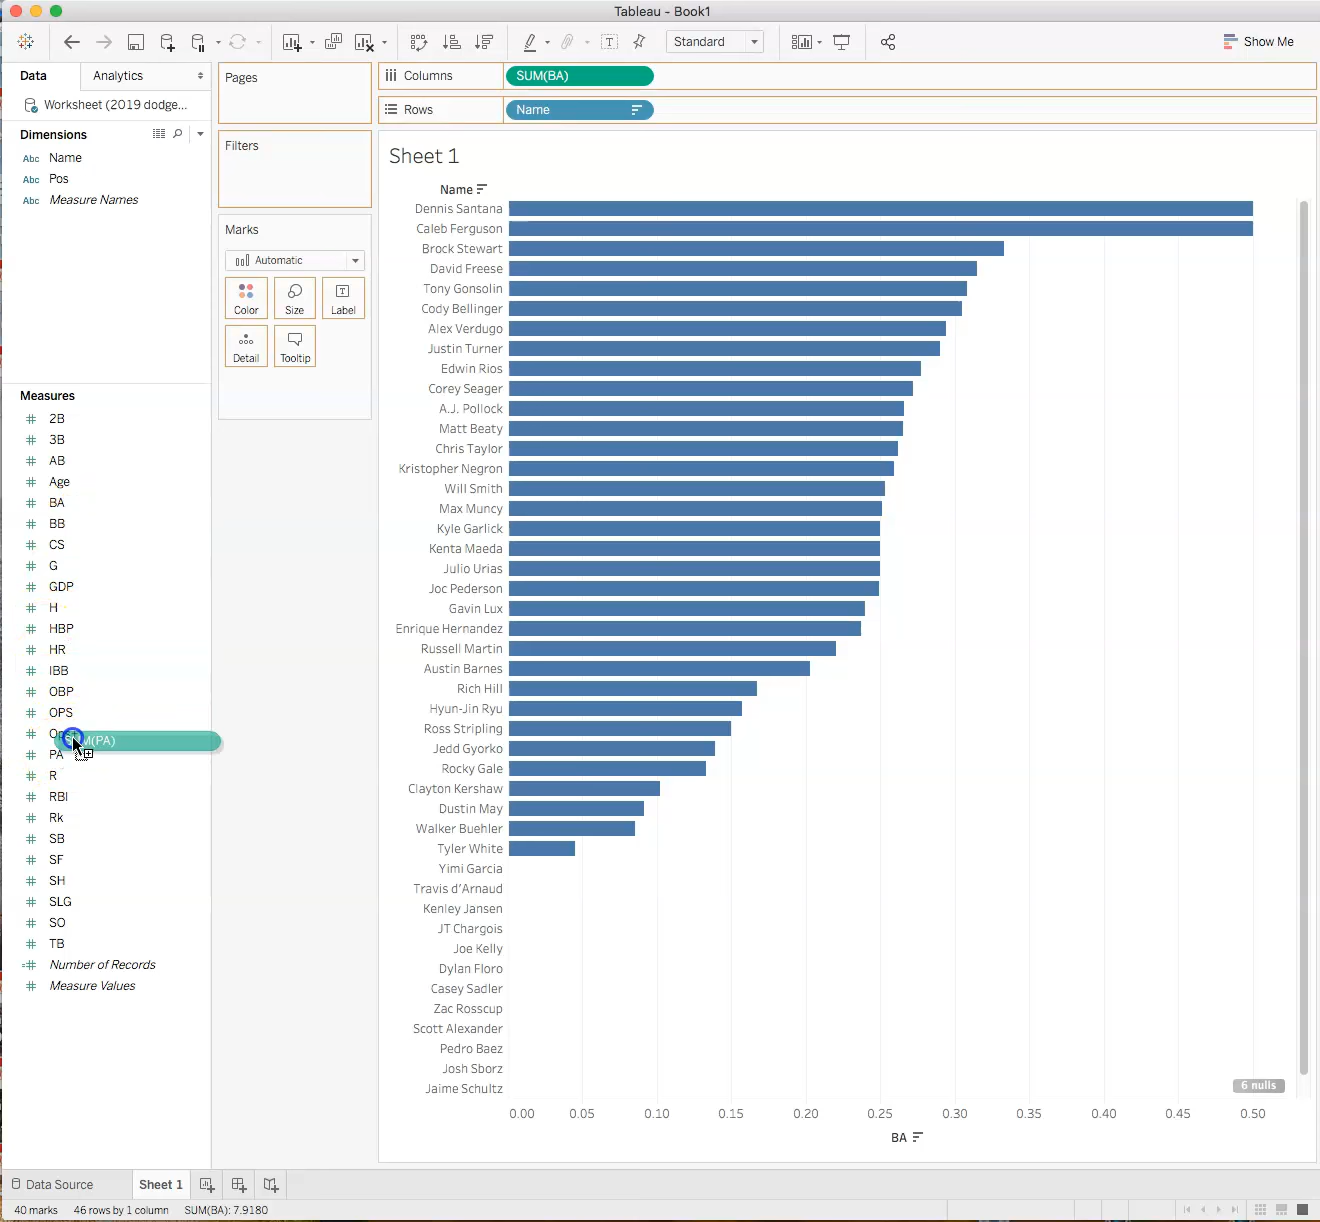 Tableau - Book1
Standard
Show Me
Data
Analytics
Pages
Columns
SUM(BA)
Worksheet (2019 dodge...
Rows
Name
Dimensions
Filters
Abc Name
Abc Pos
Abc Measure Names
Sheet 1
Name
Marks
Automatic
Color
Size
Label
Detail
Tooltip
Measures
2B
3B
AB
Age
BA
BB
CS
G
GDP
H
HBP
HR
IBB
OBP
OPS
SUM(PA)
PA
R
RBI
Rk
SB
SF
SH
SLG
SO
TB
Number of Records
Measure Values
Dennis Santana
Caleb Ferguson
Brock Stewart
David Freese
Tony Gonsolin
Cody Bellinger
Alex Verdugo
Justin Turner
Edwin Rios
Corey Seager
A.J. Pollock
Matt Beaty
Chris Taylor
Kristopher Negron
Will Smith
Max Muncy
Kyle Garlick
Kenta Maeda
Julio Urias
Joc Pederson
Gavin Lux
Enrique Hernandez
Russell Martin
Austin Barnes
Rich Hill
Hyun-Jin Ryu
Ross Stripling
Jedd Gyorko
Rocky Gale
Clayton Kershaw
Dustin May
Walker Buehler
Tyler White
Yimi Garcia
Travis d’Arnaud
Kenley Jansen
JT Chargois
Joe Kelly
Dylan Floro
Casey Sadler
Zac Rosscup
Scott Alexander
Pedro Baez
Josh Sborz
Jaime Schultz
6 nulls
0.00 0.05 0.10 0.15 0.20 0.25 0.30 0.35 0.40 0.45 0.50
BA
Data Source
Sheet 1
40 marks 46 rows by 1 column SUM(BA): 7.9180